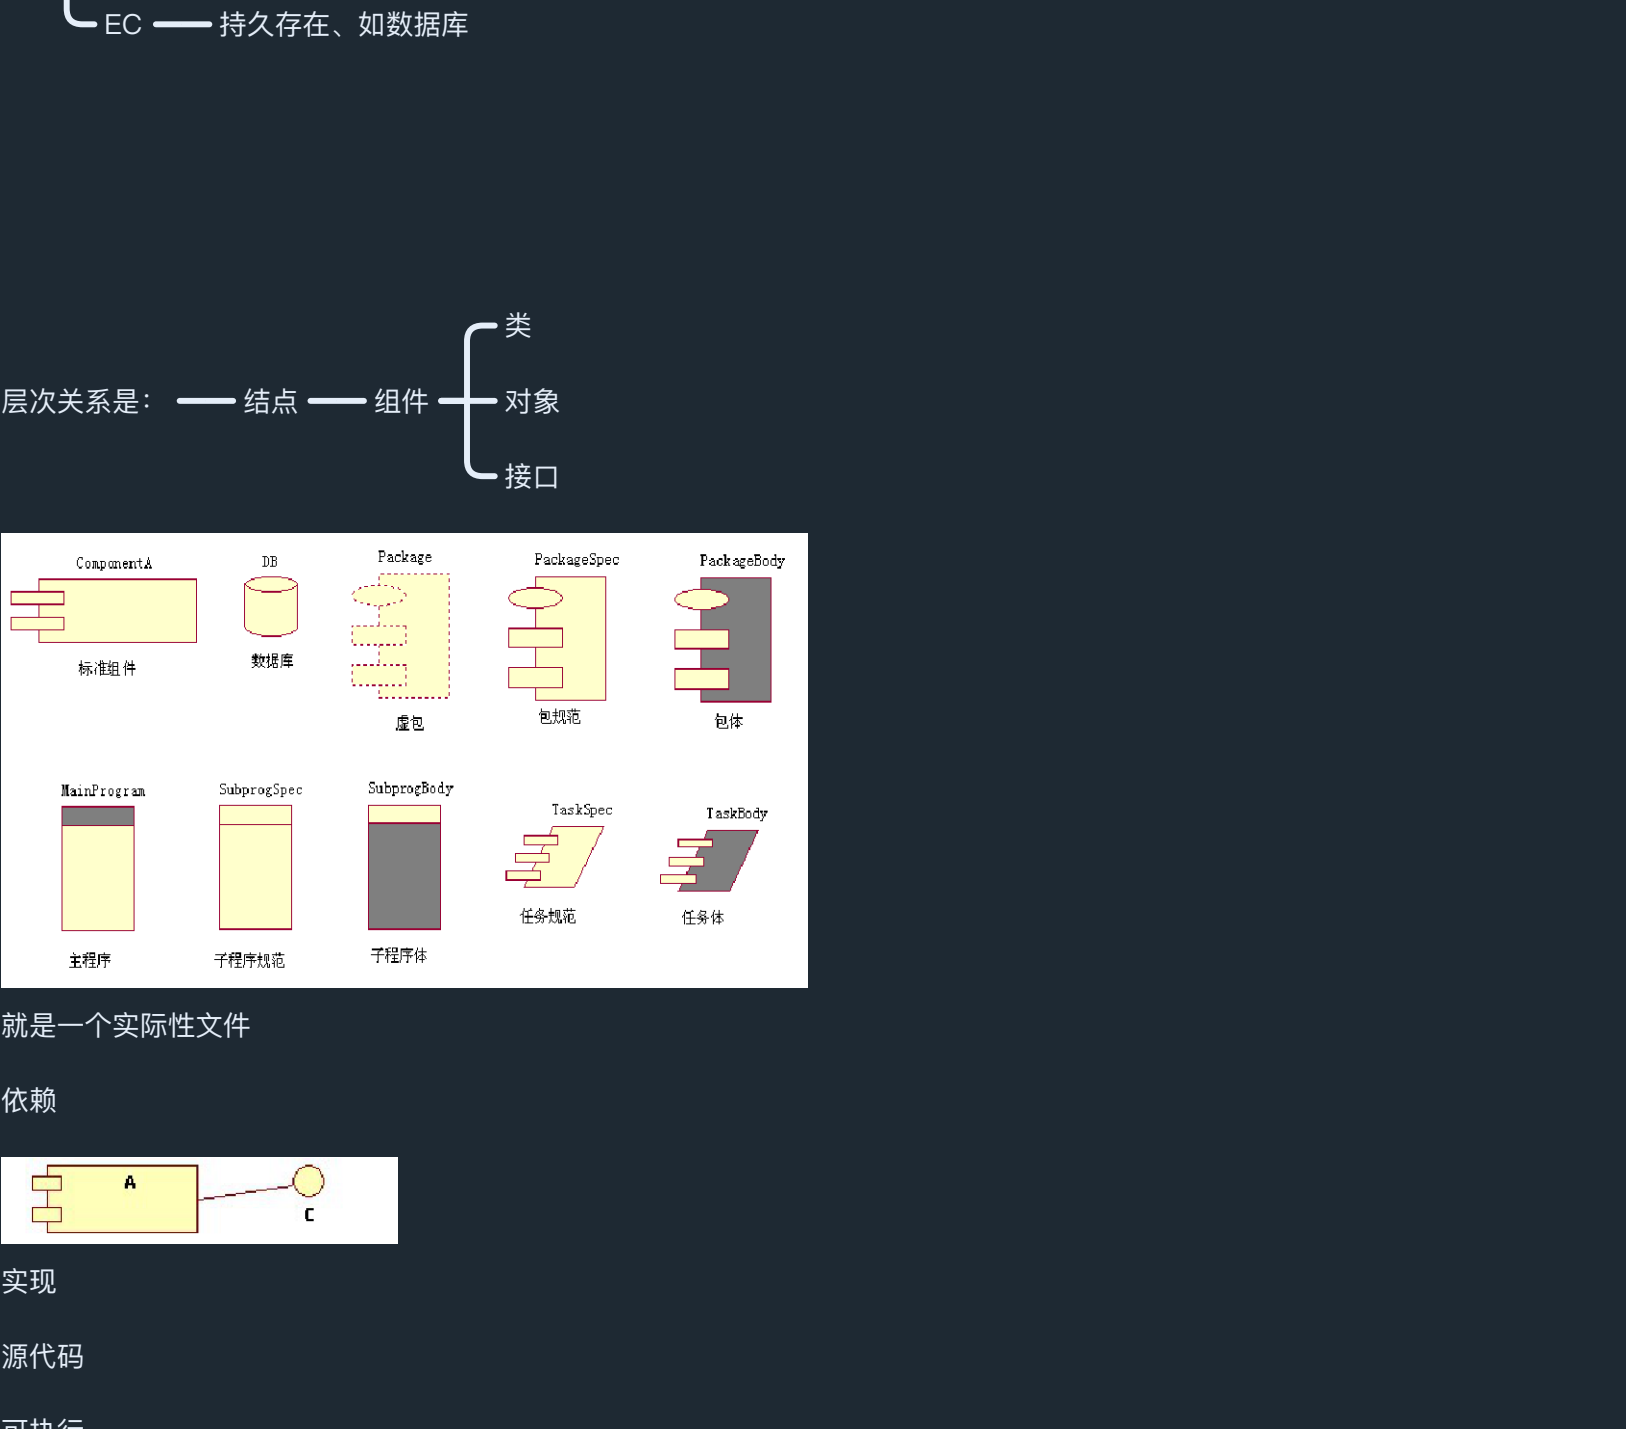 EC 持久存在、如数据库
类
层次关系是： 结点 组件 对象
接口
ComponentA DB Package PackageSpec PackageBody
标准组件 数据库 虚包 包规范 包体
MainProgram SubprogSpec SubprogBody TaskSpec TaskBody
主程序 子程序规范 子程序体 任务规范 任务体
就是一个实际性文件
依赖
A
C
实现
源代码
可执行